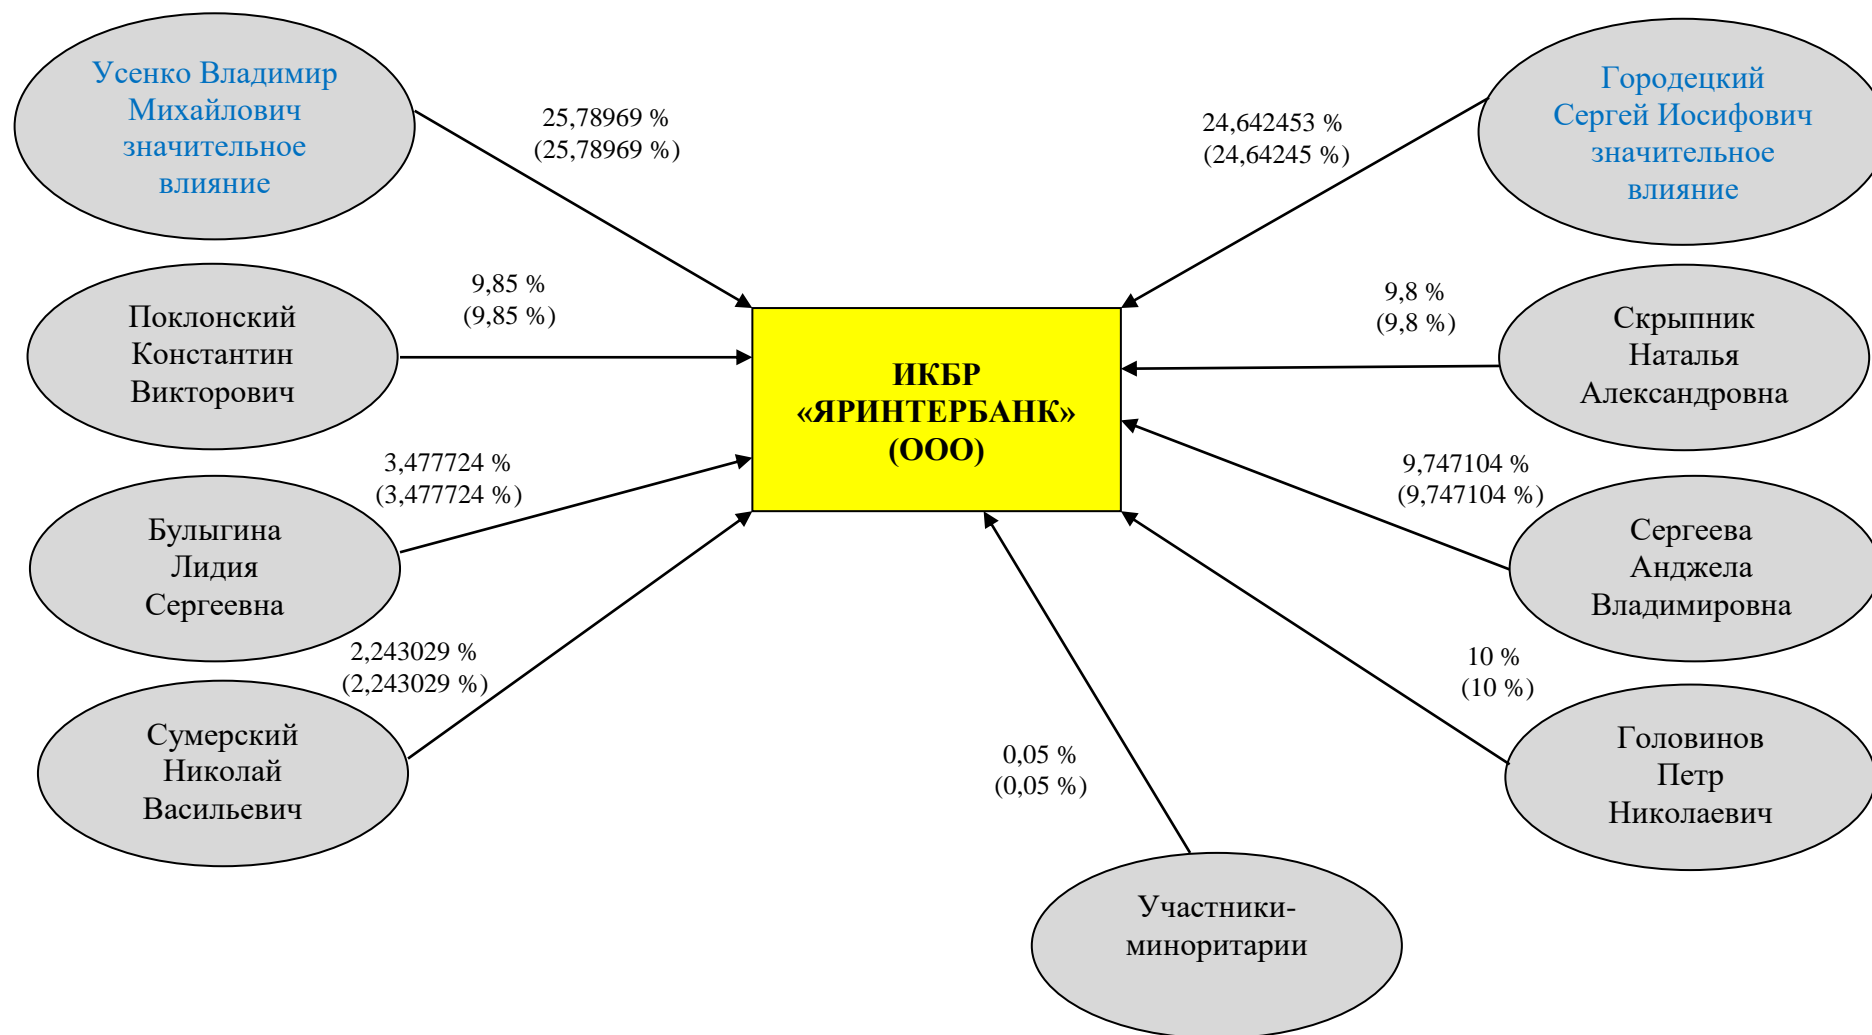 Усенко Владимир
Михайлович
значительное
влияние
25,78969 %
(25,78969 %)
24,642453 %
(24,64245 %)
Городецкий
Сергей Иосифович
значительное
влияние
Поклонский
Константин
Викторович
9,85 %
(9,85 %)
9,8 %
(9,8 %)
Скрыпник
Наталья
Александровна
ИКБР
«ЯРИНТЕРБАНК»
(ООО)
Булыгина
Лидия
Сергеевна
3,477724 %
(3,477724 %)
9,747104 %
(9,747104 %)
Сергеева
Анджела
Владимировна
Сумерский
Николай
Васильевич
2,243029 %
(2,243029 %)
10 %
(10 %)
Головинов
Петр
Николаевич
0,05 %
(0,05 %)
Участники-
миноритарии